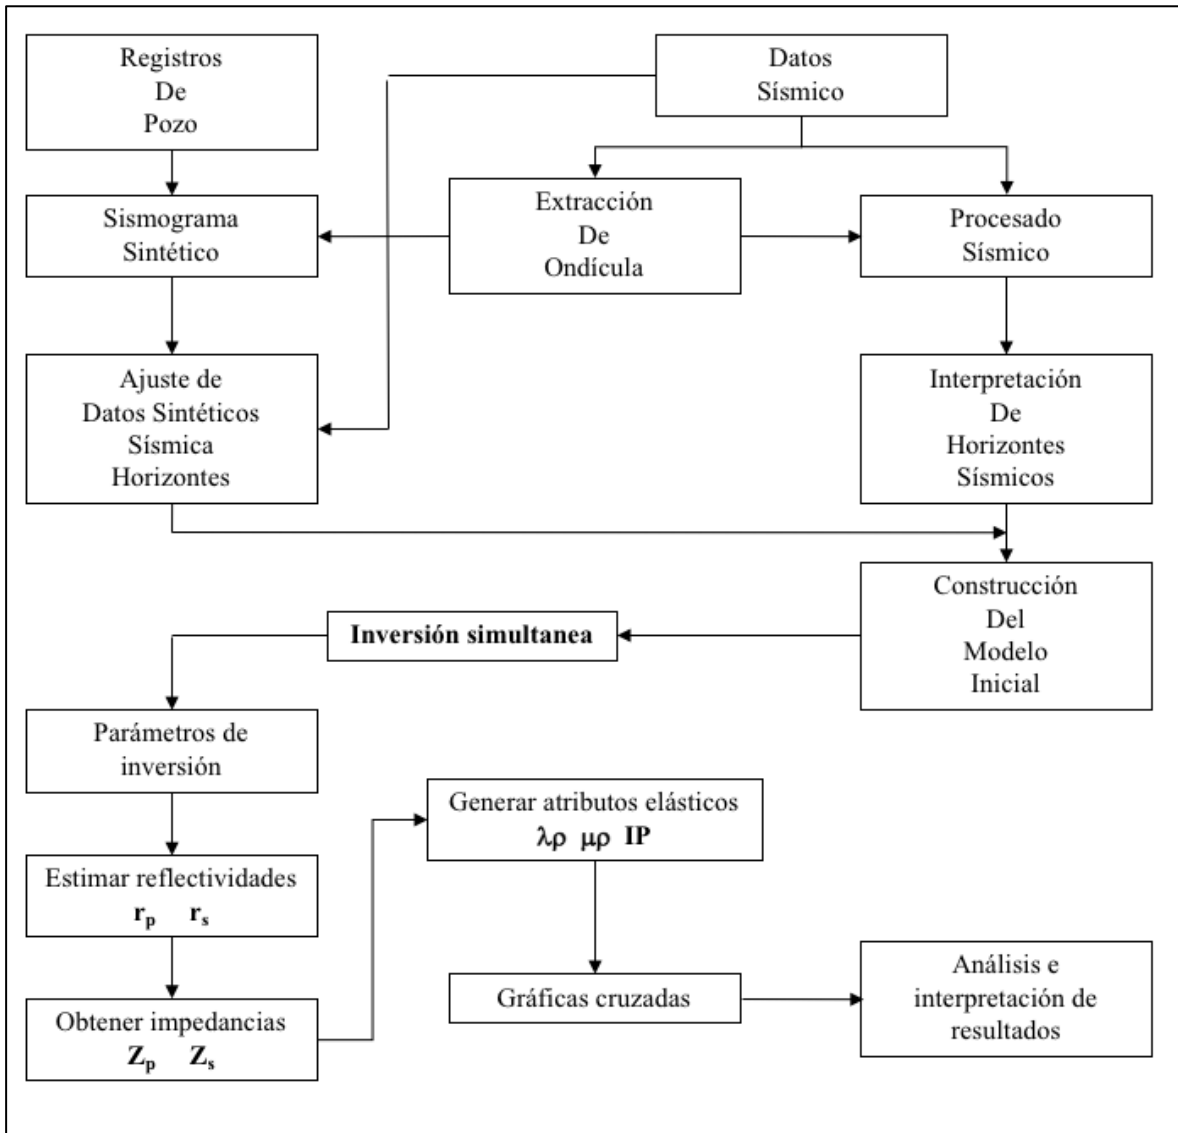 Registros
De
Pozo
Datos
Sísmico
Sismograma
Sintético
Extracción
De
Ondícula
Procesado
Sísmico
Ajuste de
Datos Sintéticos
Sísmica
Horizontes
Interpretación
De
Horizontes
Sísmicos
Construcción
Del
Modelo
Inicial
Inversión simultanea
Parámetros de
inversión
Generar atributos elásticos
λρ μρ IP
Estimar reflectividades
rₚ rₛ
Gráficas cruzadas
Análisis e
interpretación de
resultados
Obtener impedancias
Zₚ Zₛ